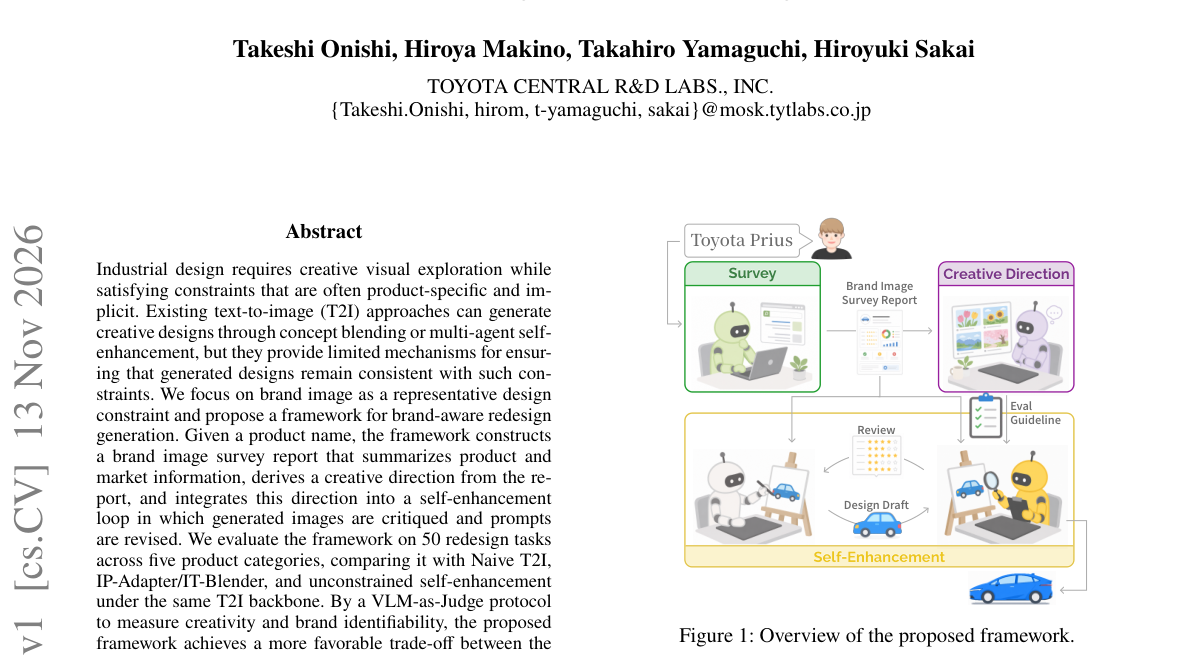 Takeshi Onishi, Hiroya Makino, Takahiro Yamaguchi, Hiroyuki Sakai
TOYOTA CENTRAL R&D LABS., INC.
{Takeshi.Onishi, hirom, t-yamaguchi, sakai}@mosk.tytlabs.co.jp
v1 [cs.CV] 13 Nov 2026
Abstract
Industrial design requires creative visual exploration while
satisfying constraints that are often product-specific and im-
plicit. Existing text-to-image (T2I) approaches can generate
creative designs through concept blending or multi-agent self-
enhancement, but they provide limited mechanisms for ensur-
ing that generated designs remain consistent with such con-
straints. We focus on brand image as a representative design
constraint and propose a framework for brand-aware redesign
generation. Given a product name, the framework constructs
a brand image survey report that summarizes product and
market information, derives a creative direction from the re-
port, and integrates this direction into a self-enhancement
loop in which generated images are critiqued and prompts
are revised. We evaluate the framework on 50 redesign tasks
across five product categories, comparing it with Naive T2I,
IP-Adapter/IT-Blender, and unconstrained self-enhancement
under the same T2I backbone. By a VLM-as-Judge protocol
to measure creativity and brand identifiability, the proposed
framework achieves a more favorable trade-off between the
Toyota Prius
Survey
Brand Image
Survey Report
Creative Direction
Eval
Guideline
Review
Design Draft
Self-Enhancement
Figure 1: Overview of the proposed framework.